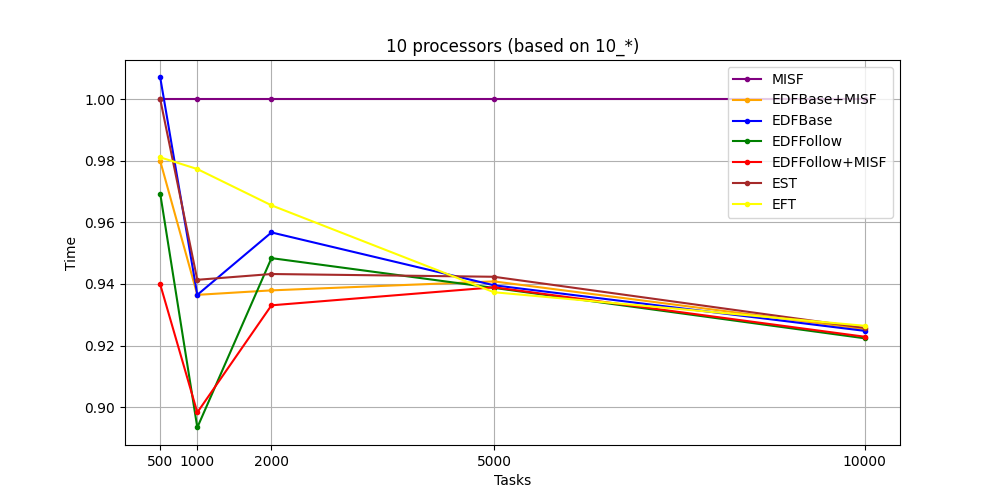 10 processors (based on 10_*)
MISF
EDFBase+MISF
EDFBase
EDFFollow
EDFFollow+MISF
EST
EFT
1.00
0.98
0.96
0.94
0.92
0.90
Time
500 1000 2000 5000 10000
Tasks